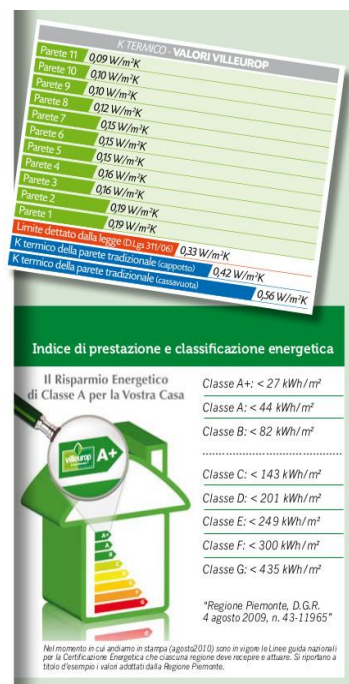 K TERMICO - VALORI VILLEUROP
Parete 11 0,09 W/m²K
Parete 10 0,10 W/m²K
Parete 9 0,10 W/m²K
Parete 8 0,12 W/m²K
Parete 7 0,15 W/m²K
Parete 6 0,15 W/m²K
Parete 5 0,15 W/m²K
Parete 4 0,16 W/m²K
Parete 3 0,16 W/m²K
Parete 2 0,19 W/m²K
Parete 1 0,19 W/m²K
Limite dettato dalla legge (D.Lgs 311/06) 0,33 W/m²K
K termico della parete tradizionale (cappotto) 0,42 W/m²K
K termico della parete tradizionale (cassavuota) 0,56 W/m²K
Indice di prestazione e classificazione energetica
Il Risparmio Energetico
di Classe A per la Vostra Casa
villeurop
A+
A+
A
B
C
D
E
F
G
Classe A+: < 27 kWh/m²
Classe A: < 44 kWh/m²
Classe B: < 82 kWh/m²
Classe C: < 143 kWh/m²
Classe D: < 201 kWh/m²
Classe E: < 249 kWh/m²
Classe F: < 300 kWh/m²
Classe G: < 435 kWh/m²
"Regione Piemonte, D.G.R.
4 agosto 2009, n. 43-11965"
Nel momento in cui andiamo in stampa (agosto2010) sono in vigore le Linee guida nazionali
per la Certificazione Energetica che ciascuna regione deve recepire e attuare. Si riportano a
titolo d'esempio i valori adottati dalla Regione Piemonte.